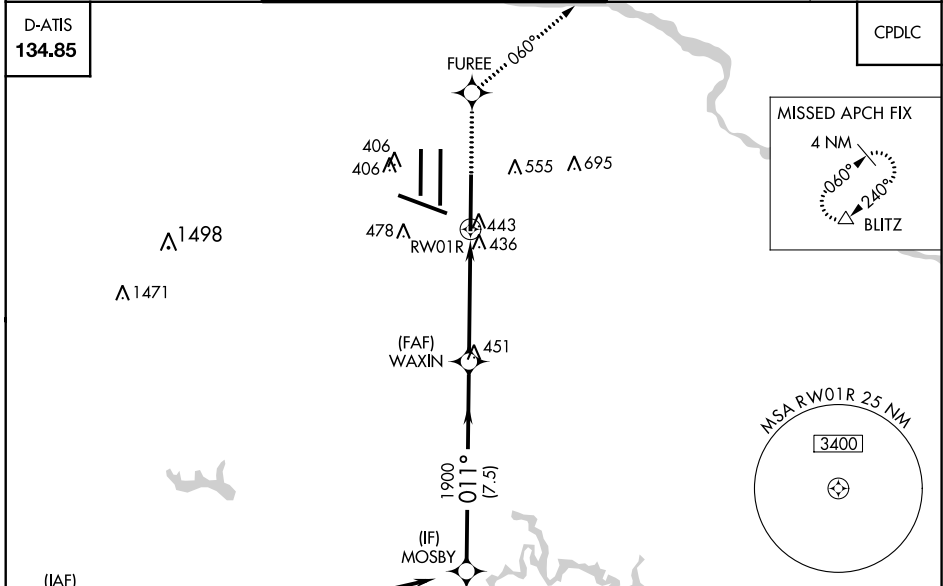 D-ATIS
134.85
CPDLC
060°
FUREE
MISSED APCH FIX
4 NM
060°
240°
BLITZ
406
406
555
695
443
478
RW01R
436
1498
1471
(FAF)
WAXIN
451
MSA RW01R 25 NM
3400
1900
011°
(7.5)
(IF)
MOSBY
(IAF)